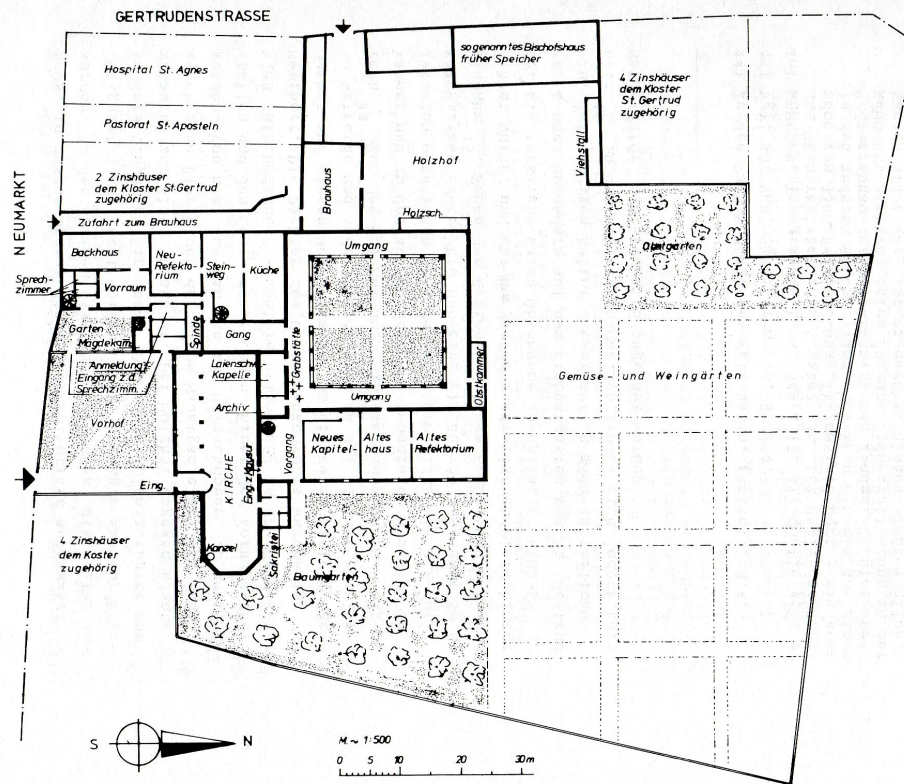 GERTRUDENSTRASSE
Hospital St. Agnes
Pastorat St. Aposteln
2 Zinshäuser
dem Kloster St. Gertrud
zugehörig
sogenanntes Bischofshaus
früher Speicher
4 Zinshäuser
dem Kloster
St. Gertrud
zugehörig
Viehstall
Holzhof
Brauhaus
Holzsch.
NEUMARKT
Zufahrt zum Brauhaus
Backhaus
Neu-
Refekto-
rium
Stein-
weg
Küche
Umgang
Obstgarten
Sprech-
zimmer
Vorraum
Garten
Mägdekam.
Spinde
Gang
Grabstätte
Umgang
Obstkammer
Anmeldung
Eingang z.d.
Sprechzimm.
Laiensch.
Kapelle
Archiv
Gemüse- und Weingärten
Vorhof
KIRCHE
Eing. z. Klausur
Vorgang
Neues
Kapitel-
Altes
haus
Altes
Refektorium
Eing.
4 Zinshäuser
dem Koster
zugehörig
Kanzel
Sakristei
Baumgarten
S N
M. ~ 1:500
0 5 10 20 30m